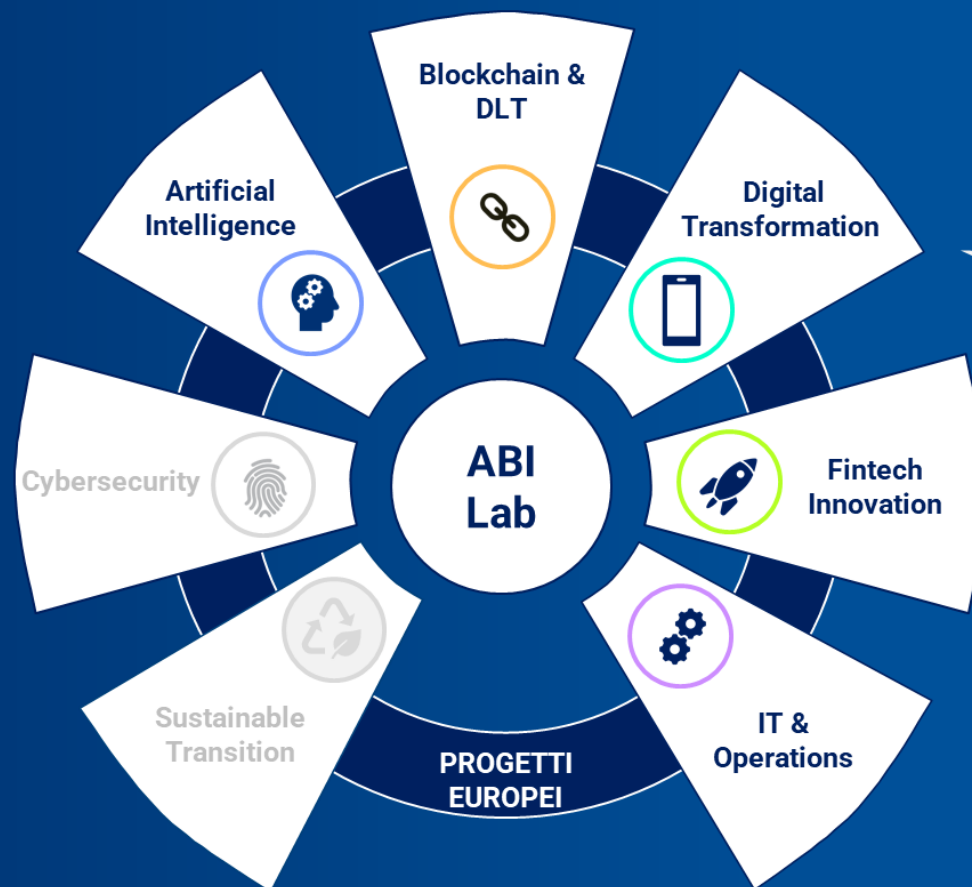 Blockchain &
DLT
Artificial
Intelligence
Digital
Transformation
Cybersecurity
ABI
Lab
Fintech
Innovation
Sustainable
Transition
IT &
Operations
PROGETTI
EUROPEI